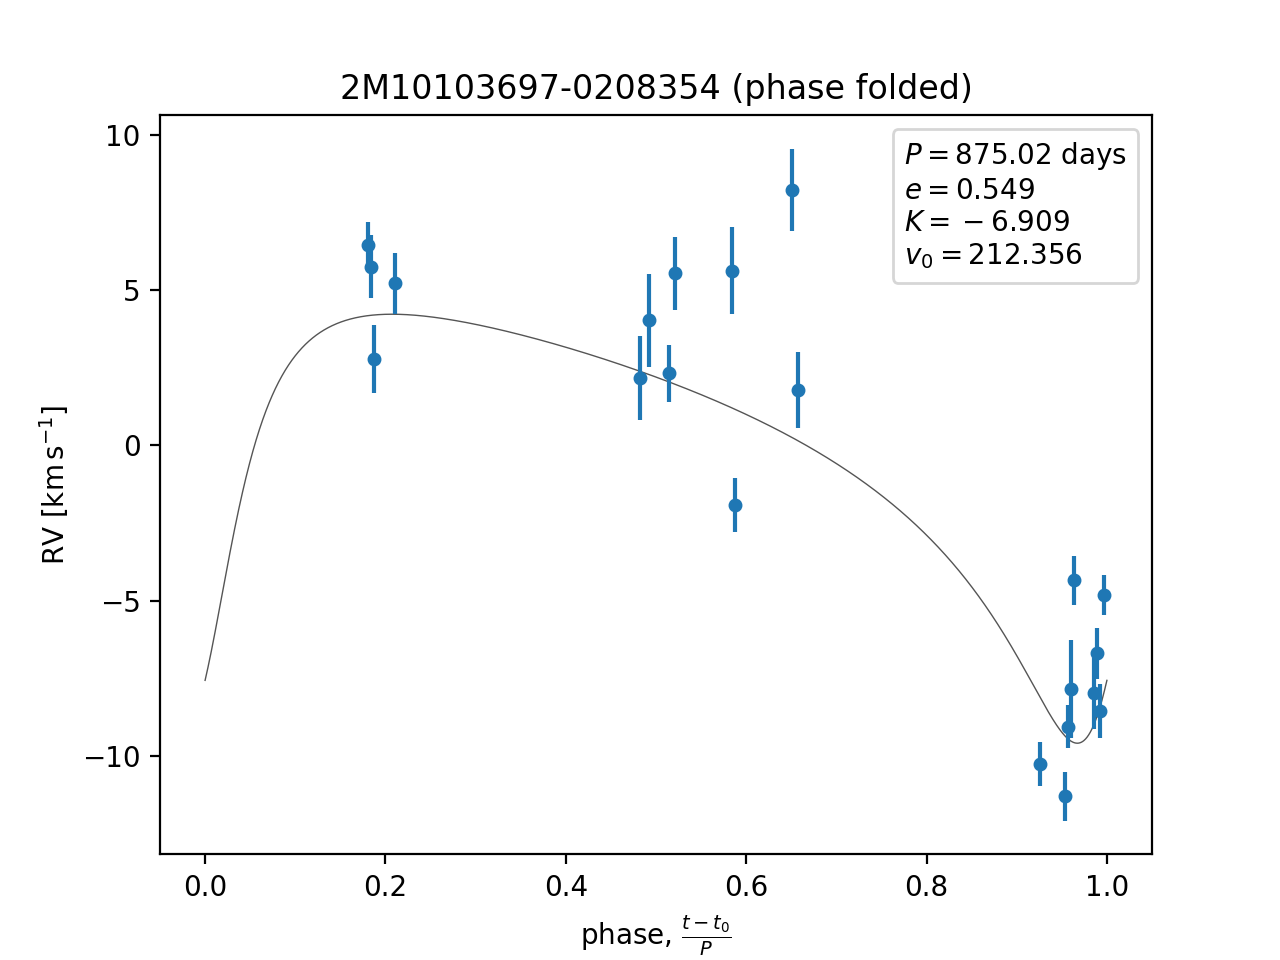 2M10103697-0208354 (phase folded)
P = 875.02 days
e = 0.549
K = −6.909
v₀ = 212.356
10
5
0
−5
−10
RV [km s⁻¹]
0.0 0.2 0.4 0.6 0.8 1.0
phase, (t − t₀)/P